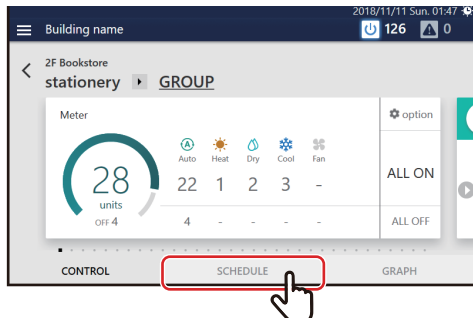 2018/11/11 Sun. 01:47
Building name
126
0
2F Bookstore
stationery GROUP
Meter
option
A
Auto Heat Dry Cool Fan
28
units
OFF 4
22 1 2 3 -
4 - - - -
ALL ON
ALL OFF
CONTROL SCHEDULE GRAPH